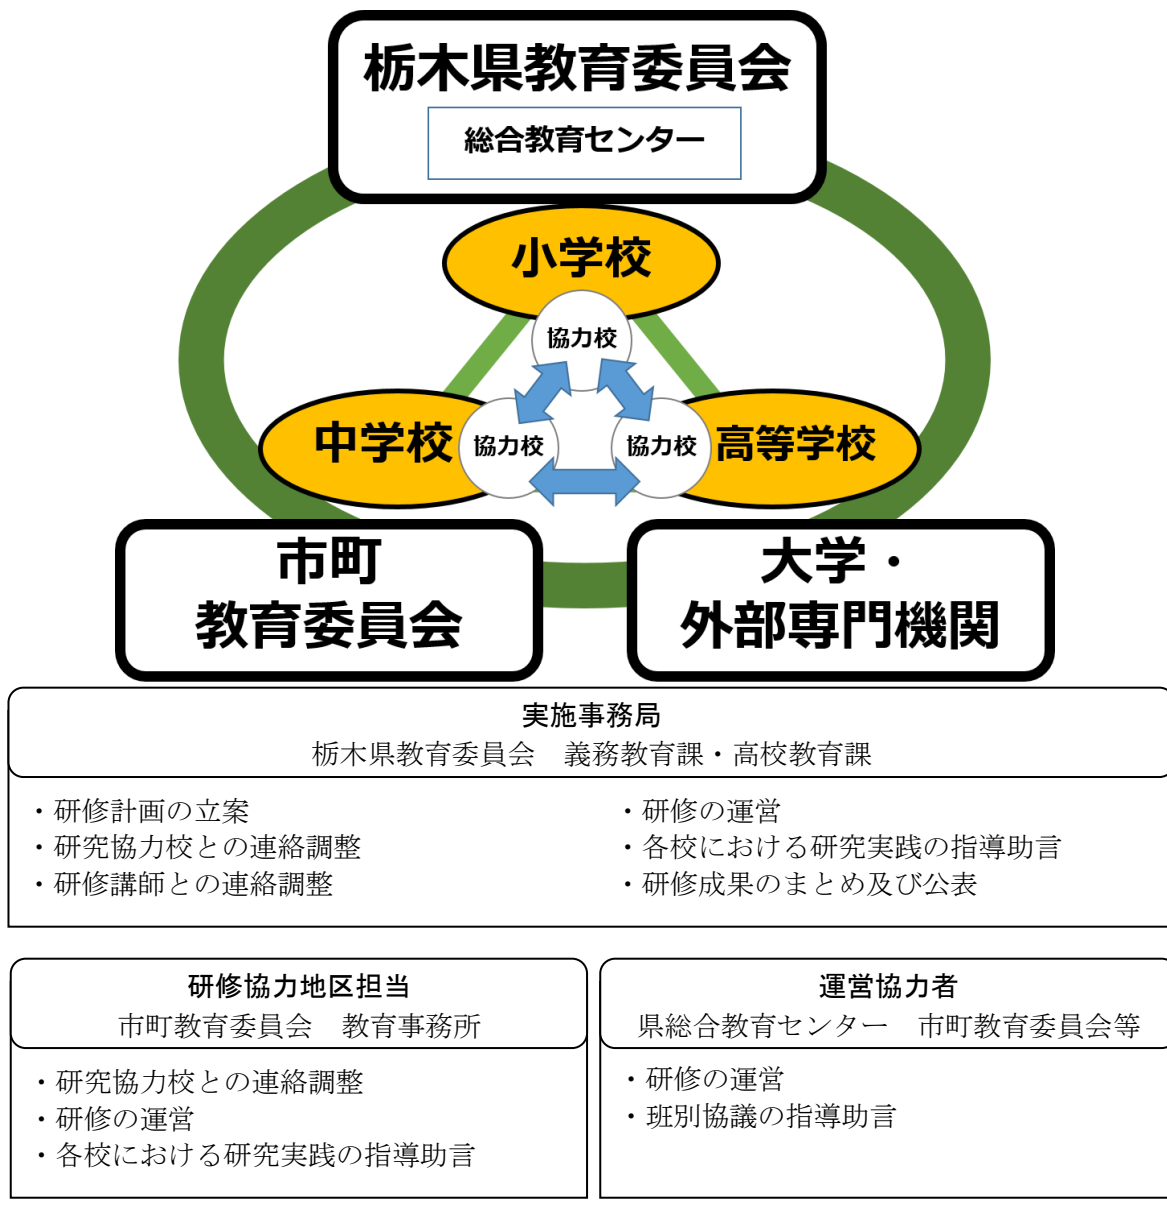 栃木県教育委員会
総合教育センター
小学校
協力校
中学校
協力校
協力校
高等学校
市町
教育委員会
大学・
外部専門機関
実施事務局
栃木県教育委員会　義務教育課・高校教育課
・研修計画の立案
・研究協力校との連絡調整
・研修講師との連絡調整
・研修の運営
・各校における研究実践の指導助言
・研修成果のまとめ及び公表
研修協力地区担当
市町教育委員会　教育事務所
・研究協力校との連絡調整
・研修の運営
・各校における研究実践の指導助言
運営協力者
県総合教育センター　市町教育委員会等
・研修の運営
・班別協議の指導助言